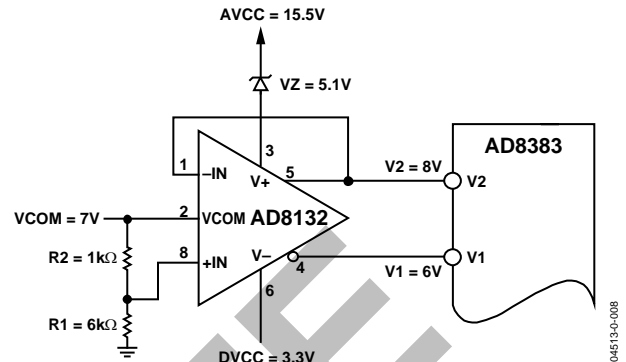 AVCC = 15.5V
VZ = 5.1V
AD8383
3
1
–IN
V+
5
V2 = 8V
V2
VCOM = 7V
2
VCOM
AD8132
R2 = 1kΩ
8
+IN
V–
4
V1 = 6V
V1
6
R1 = 6kΩ
DVCC = 3.3V
04513-0-008